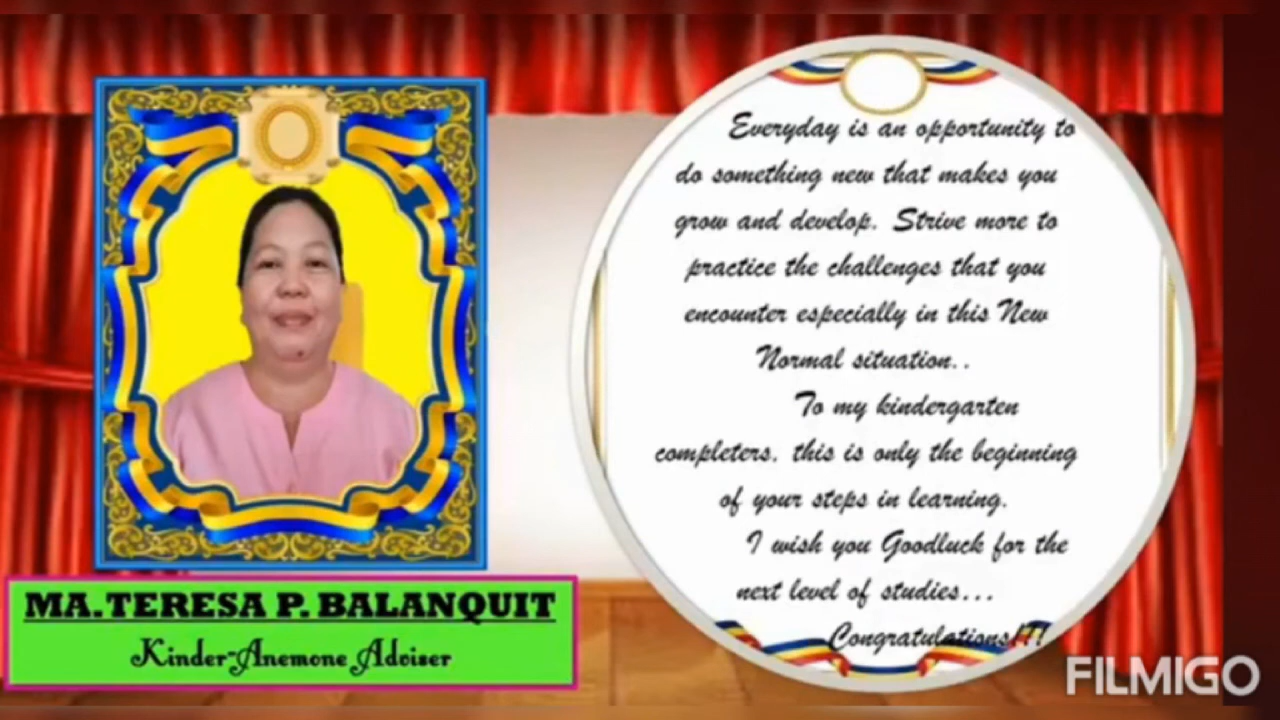 MA. TERESA P. BALANQUIT
Kinder-Anemone Adviser
Everyday is an opportunity to
do something new that makes you
grow and develop. Strive more to
practice the challenges that you
encounter especially in this New
Normal situation..
To my kindergarten
completers, this is only the beginning
of your steps in learning.
I wish you Goodluck for the
next level of studies...
Congratulations!?!
FILMIGO